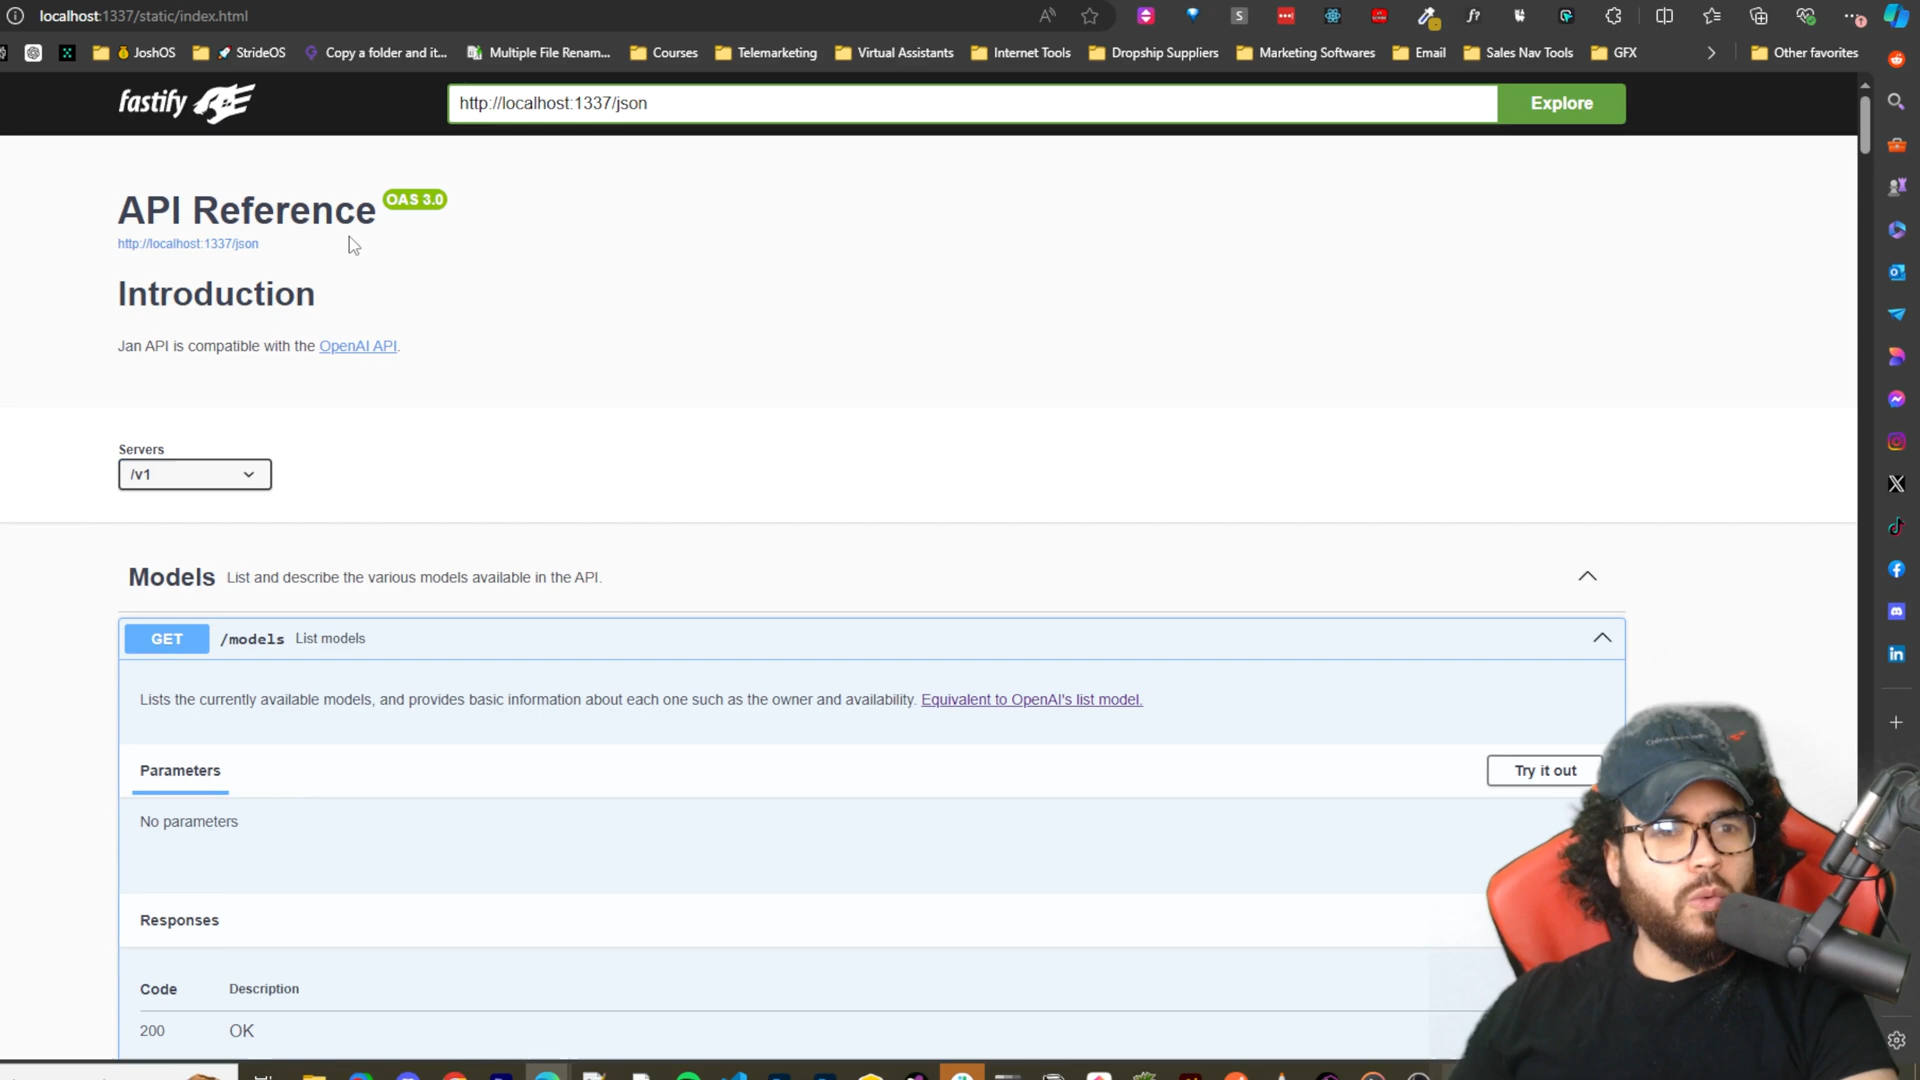 localhost:1337/static/index.html
JoshOS
StrideOS
Copy a folder and it...
Multiple File Renam...
Courses
Telemarketing
Virtual Assistants
Internet Tools
Dropship Suppliers
Marketing Softwares
Email
Sales Nav Tools
GFX
Other favorites
fastify
http://localhost:1337/json
Explore
API Reference OAS 3.0
http://localhost:1337/json
Introduction
Jan API is compatible with the OpenAI API.
Servers
/v1
Models List and describe the various models available in the API.
GET /models List models
Lists the currently available models, and provides basic information about each one such as the owner and availability. Equivalent to OpenAI's list model.
Parameters
Try it out
No parameters
Responses
Code Description
200 OK